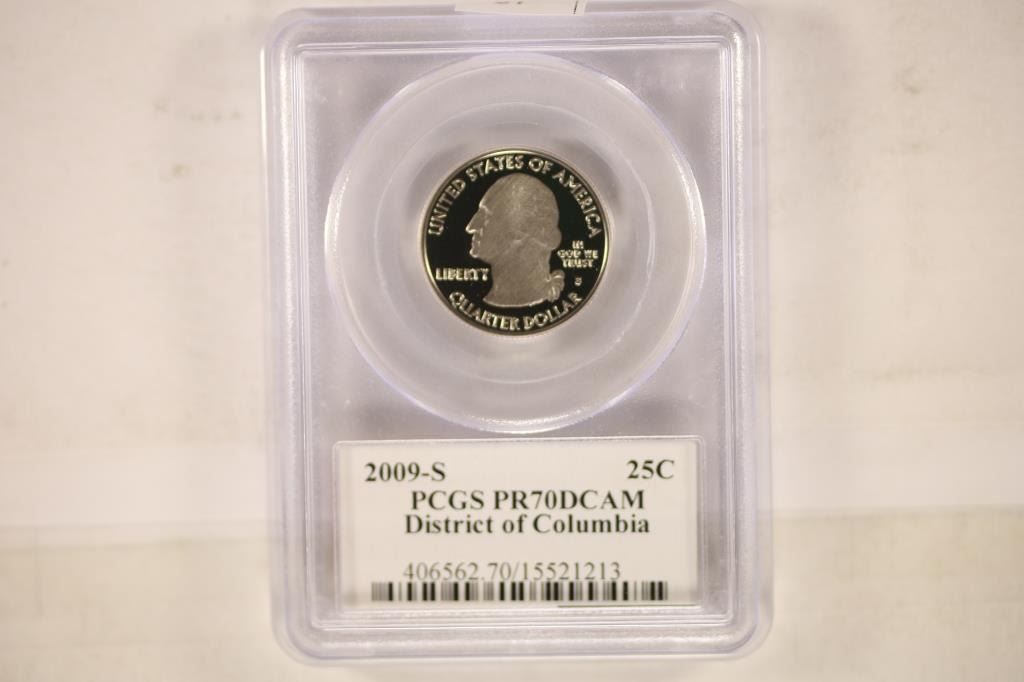 UNITED STATES OF AMERICA
IN
GOD WE
TRUST
LIBERTY
S
QUARTER DOLLAR
2009-S 25C
PCGS PR70DCAM
District of Columbia
406562.70/15521213